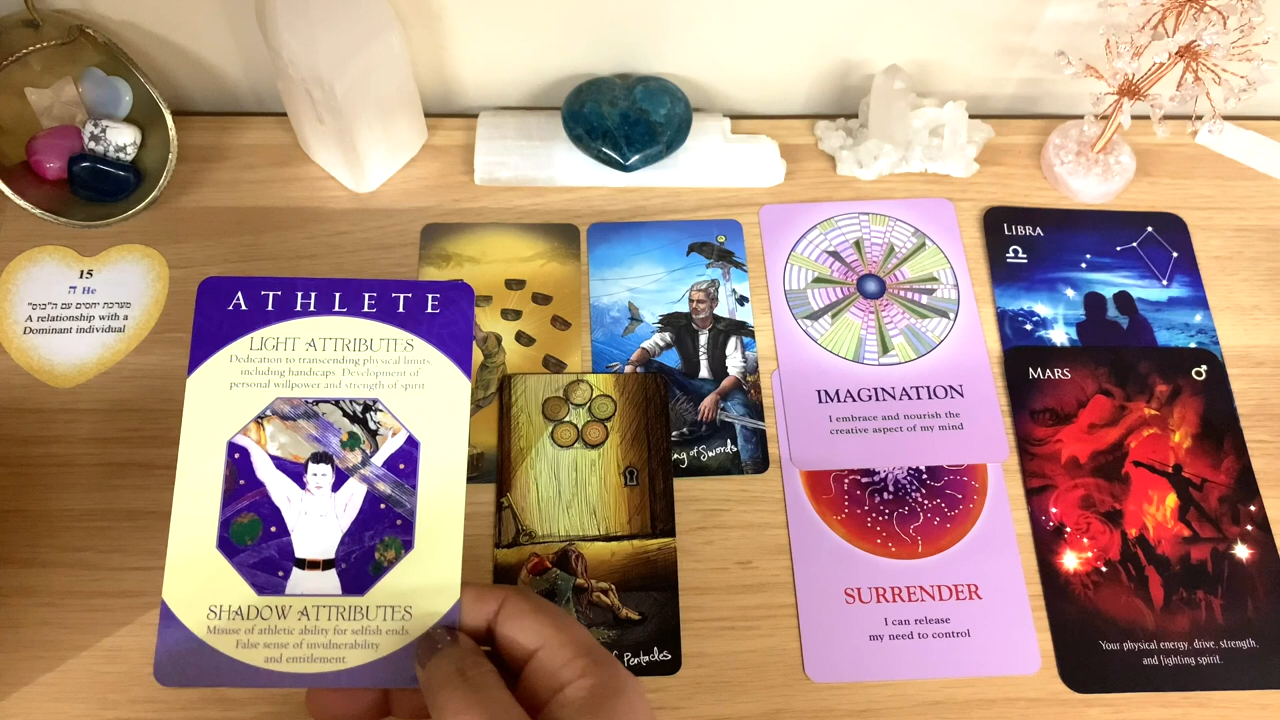 15
ה He
מערכת יחסים עם ה"בוס"
A relationship with a
Dominant individual
ATHLETE
LIGHT ATTRIBUTES
Dedication to transcending physical limits,
including handicaps. Development of
personal willpower and strength of spirit
SHADOW ATTRIBUTES
Misuse of athletic ability for selfish ends.
False sense of invulnerability
and entitlement.
of Swords
Pentacles
IMAGINATION
I embrace and nourish the
creative aspect of my mind
SURRENDER
I can release
my need to control
LIBRA
♎
MARS ♂
Your physical energy, drive, strength,
and fighting spirit.